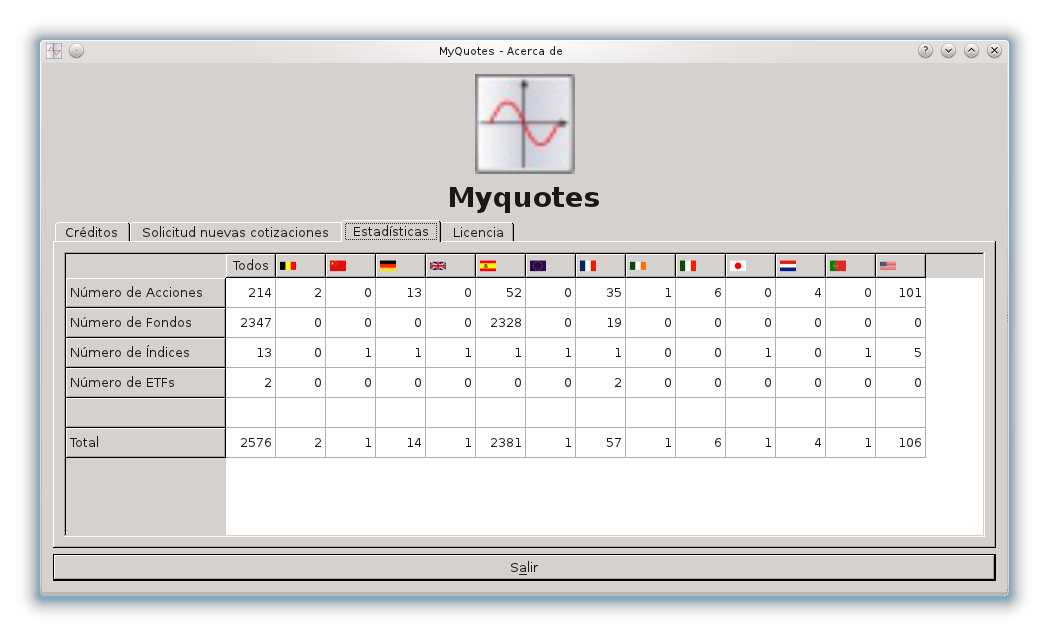 MyQuotes - Acerca de
Myquotes
Créditos Solicitud nuevas cotizaciones Estadísticas Licencia
Todos
Número de Acciones 214 2 0 13 0 52 0 35 1 6 0 4 0 101
Número de Fondos 2347 0 0 0 0 2328 0 19 0 0 0 0 0 0
Número de Índices 13 0 1 1 1 1 1 1 0 0 1 0 1 5
Número de ETFs 2 0 0 0 0 0 0 2 0 0 0 0 0 0
Total 2576 2 1 14 1 2381 1 57 1 6 1 4 1 106
Salir